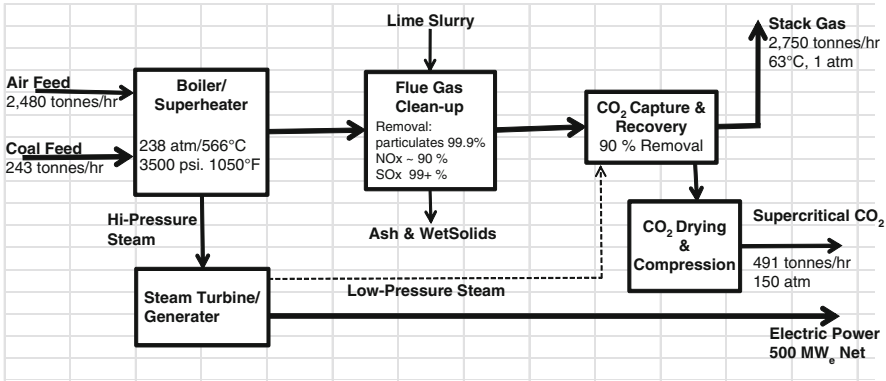 Lime Slurry
Stack Gas
2,750 tonnes/hr
63°C, 1 atm
Air Feed
2,480 tonnes/hr
Coal Feed
243 tonnes/hr
Boiler/
Superheater
238 atm/566°C
3500 psi. 1050°F
Flue Gas
Clean-up
Removal:
particulates 99.9%
NOx ~ 90 %
SOx 99+ %
CO2 Capture &
Recovery
90 % Removal
Hi-Pressure
Steam
Ash & WetSolids
CO2 Drying
&
Compression
Supercritical CO2
491 tonnes/hr
150 atm
Steam Turbine/
Generater
Low-Pressure Steam
Electric Power
500 MWe Net